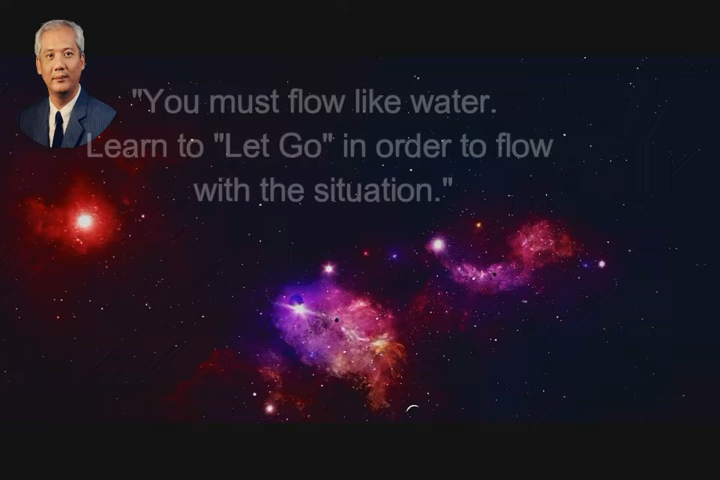 "You must flow like water.
Learn to "Let Go" in order to flow
with the situation."